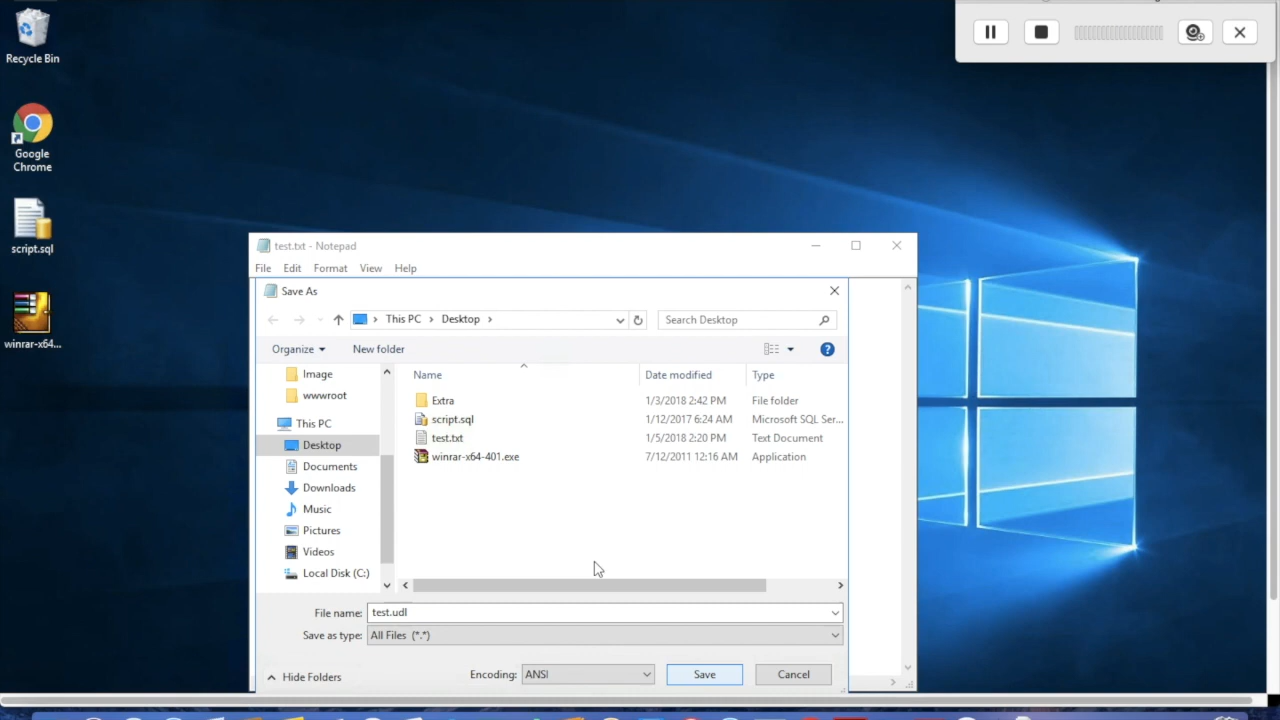 Recycle Bin
Google
Chrome
script.sql
winrar-x64...
test.txt - Notepad
File Edit Format View Help
Save As
This PC Desktop
Search Desktop
Organize New folder
Image
wwwroot
This PC
Desktop
Documents
Downloads
Music
Pictures
Videos
Local Disk (C:)
Name Date modified Type
Extra 1/3/2018 2:42 PM File folder
script.sql 1/12/2017 6:24 AM Microsoft SQL Ser...
test.txt 1/5/2018 2:20 PM Text Document
winrar-x64-401.exe 7/12/2011 12:16 AM Application
File name: test.udl
Save as type: All Files (*.*)
Hide Folders Encoding: ANSI Save Cancel